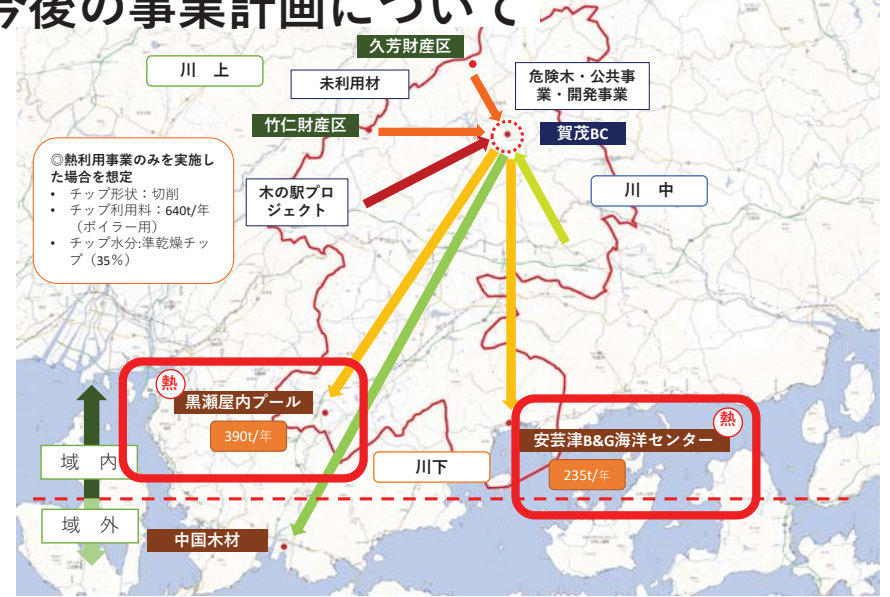 今後の事業計画について
久芳財産区
川 上
未利用材
危険木・公共事
業・開発事業
竹仁財産区
賀茂BC
◎熱利用事業のみを実施し
た場合を想定
• チップ形状：切削
• チップ利用料：640t/年
（ボイラー用）
• チップ水分:準乾燥チッ
プ（35%）
木の駅プロ
ジェクト
川 中
熱
黒瀬屋内プール
390t/年
熱
安芸津B&G海洋センター
235t/年
川下
域 内
域 外
中国木材